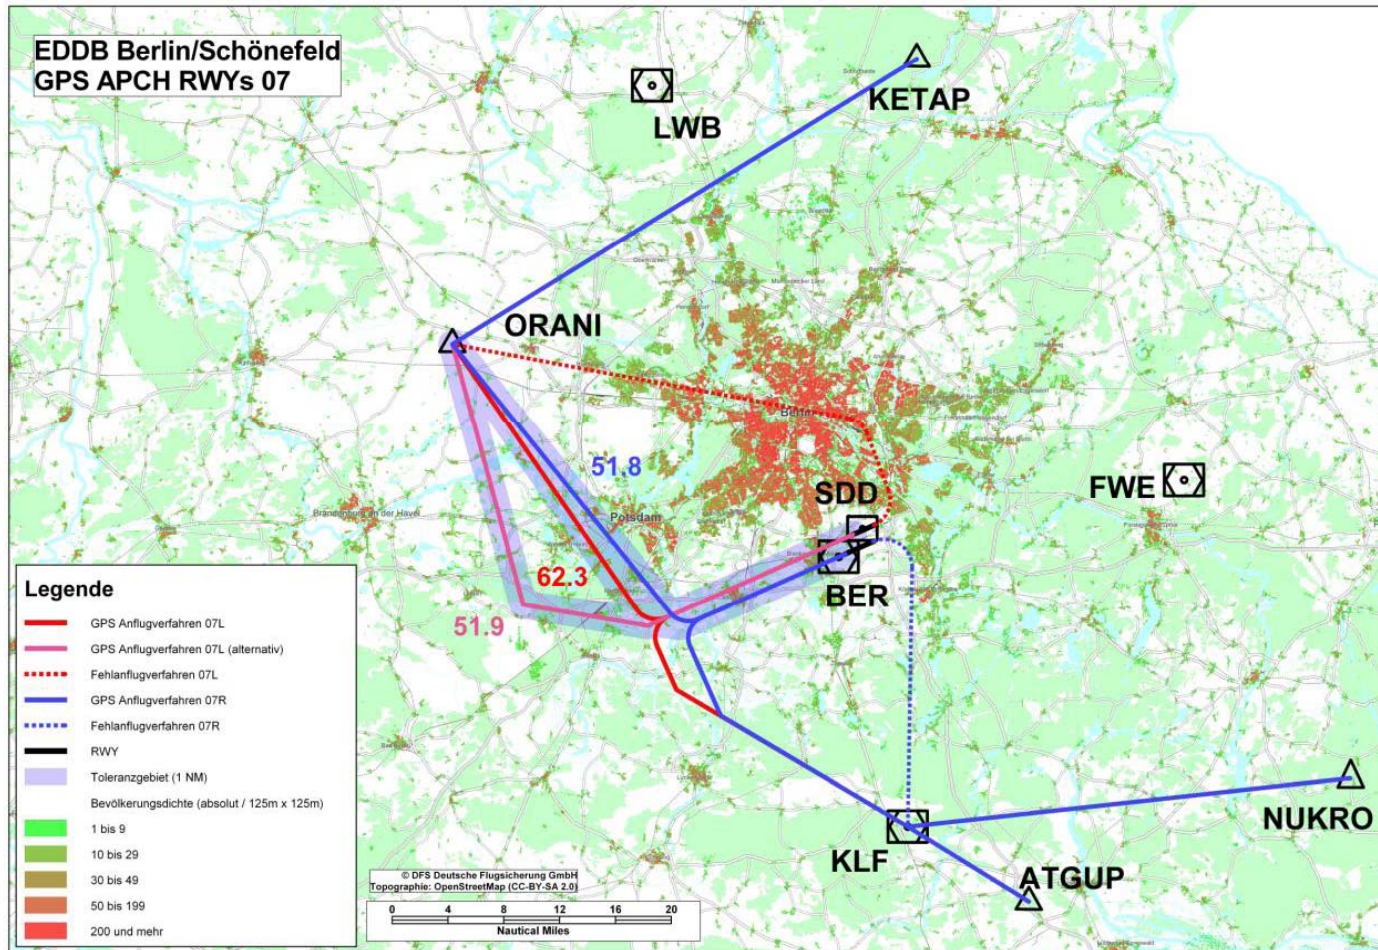 EDDB Berlin/Schönefeld
GPS APCH RWYs 07
LWB
KETAP
ORANI
Berlin
51.8
SDD
FWE
Brandenburg an der Havel
Potsdam
62.3
BER
51.9
Legende
GPS Anflugverfahren 07L
GPS Anflugverfahren 07L (alternativ)
Fehlanflugverfahren 07L
GPS Anflugverfahren 07R
Fehlanflugverfahren 07R
RWY
Toleranzgebiet (1 NM)
Bevölkerungsdichte (absolut / 125m x 125m)
1 bis 9
10 bis 29
30 bis 49
50 bis 199
200 und mehr
NUKRO
KLF
ATGUP
© DFS Deutsche Flugsicherung GmbH
Topographie: OpenStreetMap (CC-BY-SA 2.0)
0 4 8 12 16 20
Nautical Miles